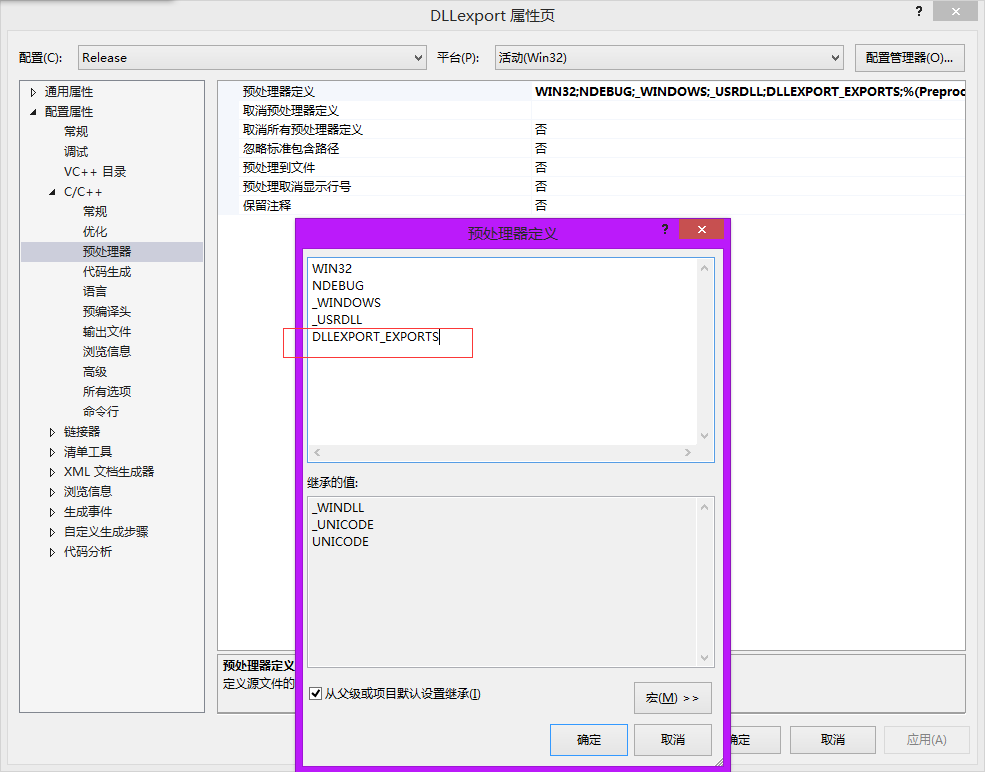 DLLexport 属性页
?
配置(C):
Release
平台(P):
活动(Win32)
配置管理器(O)...
通用属性
配置属性
常规
调试
VC++ 目录
C/C++
常规
优化
预处理器
代码生成
语言
预编译头
输出文件
浏览信息
高级
所有选项
命令行
链接器
清单工具
XML 文档生成器
浏览信息
生成事件
自定义生成步骤
代码分析
预处理器定义 WIN32;NDEBUG;_WINDOWS;_USRDLL;DLLEXPORT_EXPORTS;%(Preproc
取消预处理器定义
取消所有预处理器定义 否
忽略标准包含路径 否
预处理到文件 否
预处理取消显示行号 否
保留注释 否
预处理器定义
?
WIN32
NDEBUG
_WINDOWS
_USRDLL
DLLEXPORT_EXPORTS
继承的值:
_WINDLL
_UNICODE
UNICODE
从父级或项目默认设置继承(I)
宏(M) >>
确定
取消
预处理器定义
定义源文件的
确定
取消
应用(A)